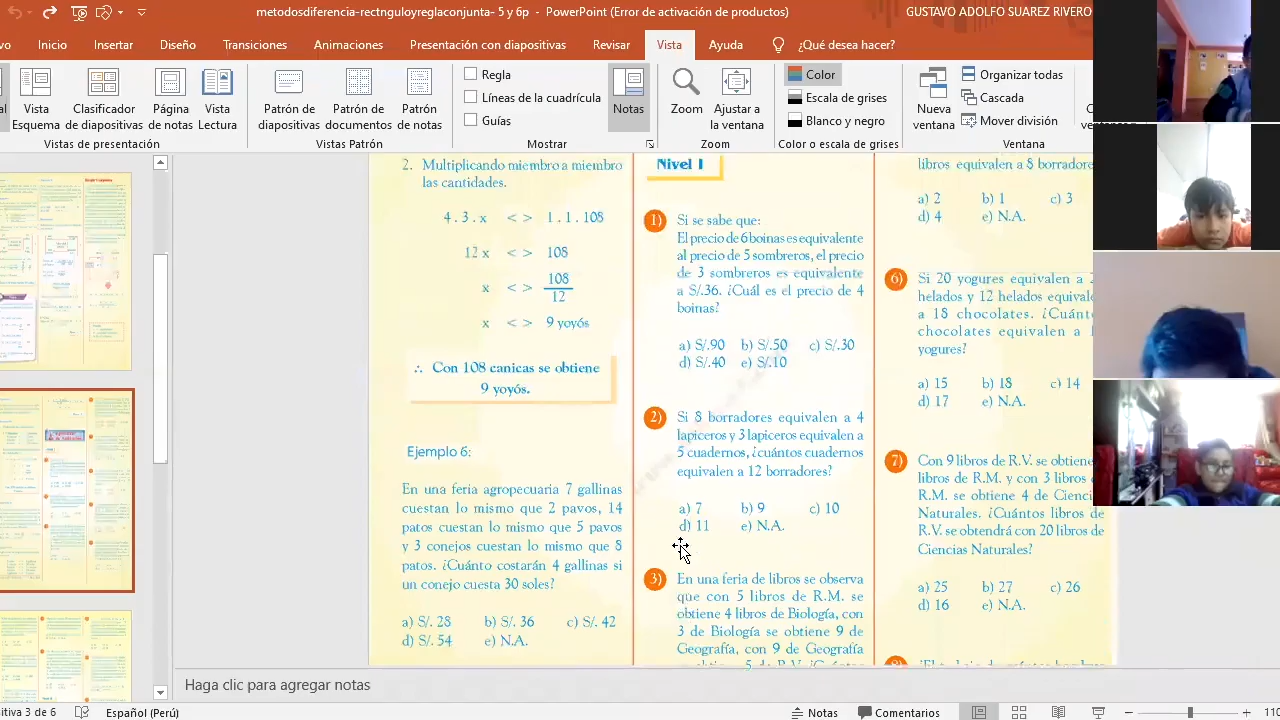 metodosdiferencia-rectnguloyreglaconjunta- 5 y6p - PowerPoint (Error de activación de productos)
GUSTAVO ADOLFO SUAREZ RIVERO
Inicio Insertar Diseño Transiciones Animaciones Presentación con diapositivas Revisar Vista Ayuda ¿Qué desea hacer?
Vista Esquema
Clasificador de diapositivas
Página de notas
Vista Lectura
Vistas de presentación
Patrón de diapositivas
Patrón de documentos
Patrón de notas
Vistas Patrón
Regla
Líneas de la cuadrícula
Guías
Mostrar
Notas
Zoom
Ajustar a la ventana
Zoom
Color
Escala de grises
Blanco y negro
Color o escala de grises
Nueva ventana
Organizar todas
Cascada
Mover división
Ventana
2. Multiplicando miembro a miembro
las cantidades.
4 . 3 . x < > 1 . 1 . 108
12 x < > 108
x < > 108
12
x < > 9 yoyós
∴ Con 108 canicas se obtiene
9 yoyós.
Ejemplo 6:
En una feria agropecuaria 7 gallinas
cuestan lo mismo que 2 pavos, 14
patos cuestan lo mismo que 5 pavos
y 3 conejos cuestan lo mismo que 8
patos. ¿Cuánto costarán 4 gallinas si
un conejo cuesta 30 soles?
a) S/. 28 36 c) S/. 42
d) S/. 54 N.A.
Nivel 1
1) Si se sabe que:
El precio de 6 boinas es equivalente
al precio de 5 sombreros, el precio
de 3 sombreros es equivalente
a S/.36. ¿Cuál es el precio de 4
boinas?
a) S/.90 b) S/.50 c) S/.30
d) S/.40 e) S/.10
2) Si 8 borradores equivalen a 4
lapiceros y 3 lapiceros equivalen a
5 cuadernos, ¿cuántos cuadernos
equivalen a 12 borradores?
a) 7 b) 9 c) 10
d) 11 e) N.A.
3) En una feria de libros se observa
que con 5 libros de R.M. se
obtiene 4 libros de Biología, con
3 de Biología se obtiene 9 de
Geografía, con 9 de Geografía
libros equivalen a 8 borradore
a) 2 b) 1 c) 3
d) 4 e) N.A.
6) Si 20 yogures equivalen a
helados y 12 helados equival
a 18 chocolates. ¿Cuánt
chocolates equivalen a
yogures?
a) 15 b) 18 c) 14
d) 17 e) N.A.
7) Con 9 libros de R.V. se obtiene
libros de R.M. y con 3 libros
R.M. se obtiene 4 de Cienci
Naturales. ¿Cuántos libros de
R.V. se obtendrá con 20 libros de
Ciencias Naturales?
a) 25 b) 27 c) 26
d) 16 e) N.A.
Haga clic para agregar notas
sitiva 3 de 6 Español (Perú) Notas Comentarios 110